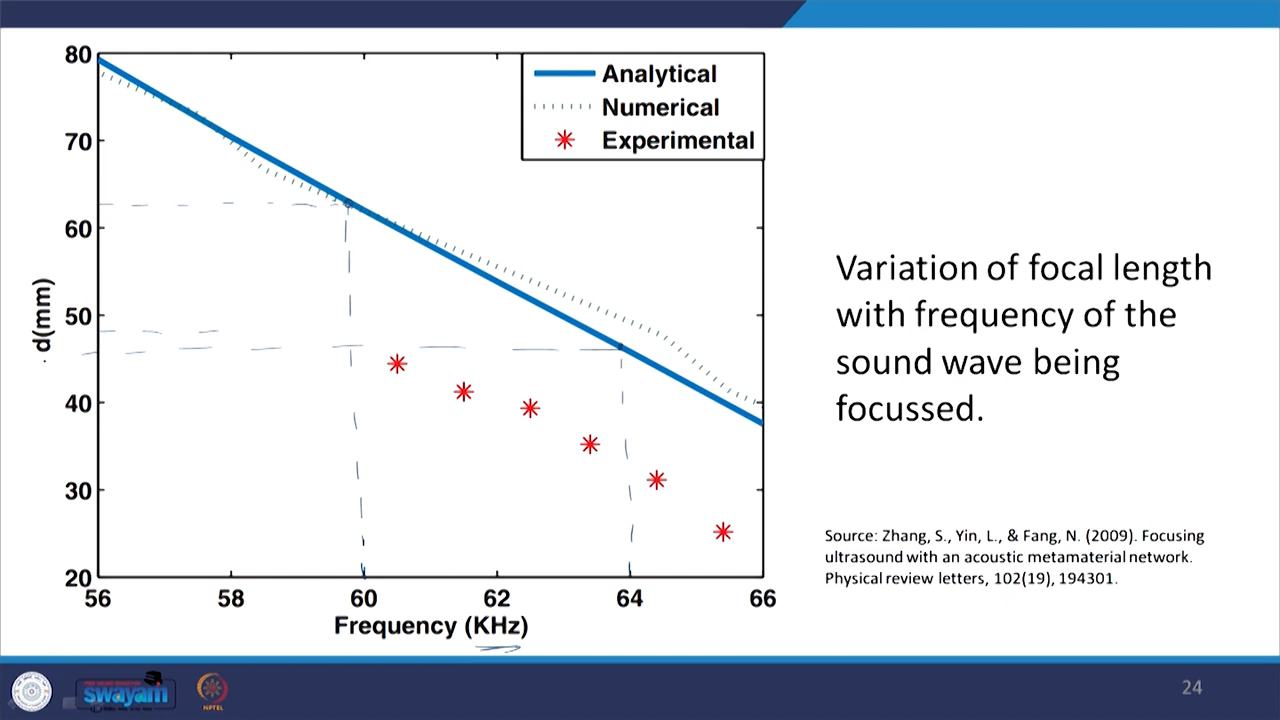 80
70
60
50
40
30
20
d(mm)
Analytical
Numerical
Experimental
56
58
60
62
64
66
Frequency (KHz)
Variation of focal length
with frequency of the
sound wave being
focussed.
Source: Zhang, S., Yin, L., & Fang, N. (2009). Focusing
ultrasound with an acoustic metamaterial network.
Physical review letters, 102(19), 194301.
swayam
NPTEL
24